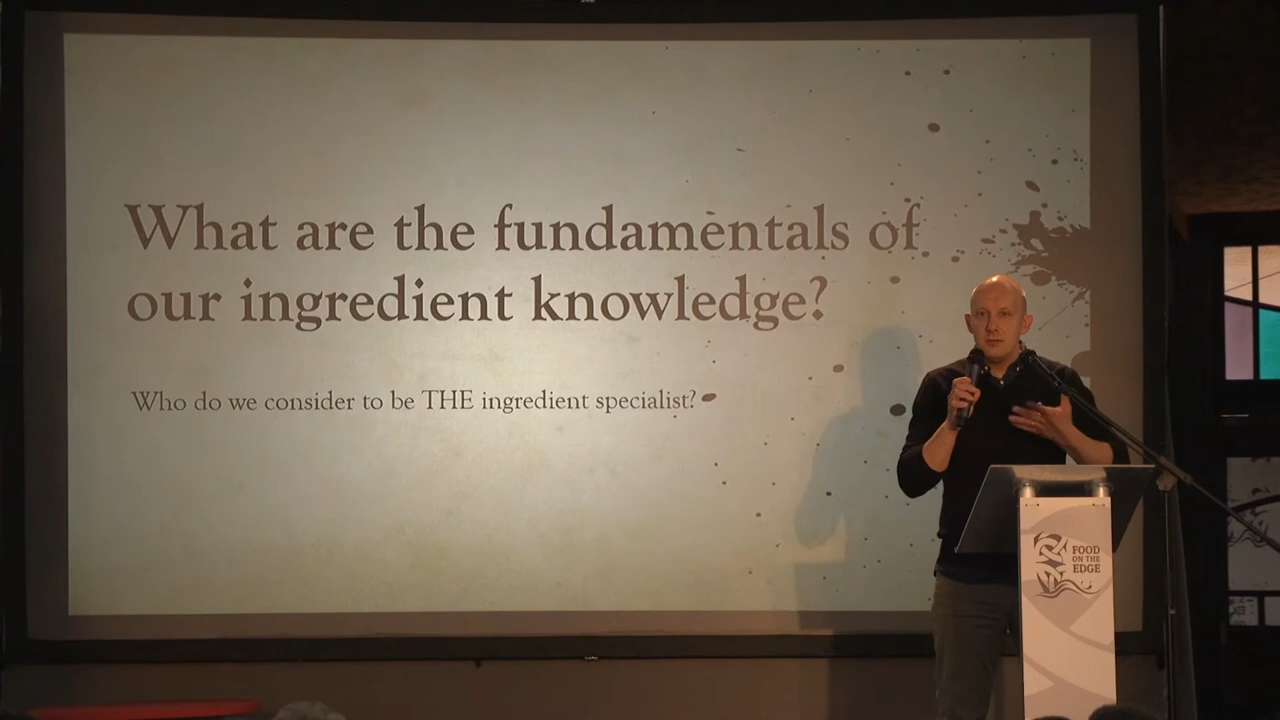 What are the fundamentals of
our ingredient knowledge?
Who do we consider to be THE ingredient specialist?
FOOD
ON THE
EDGE